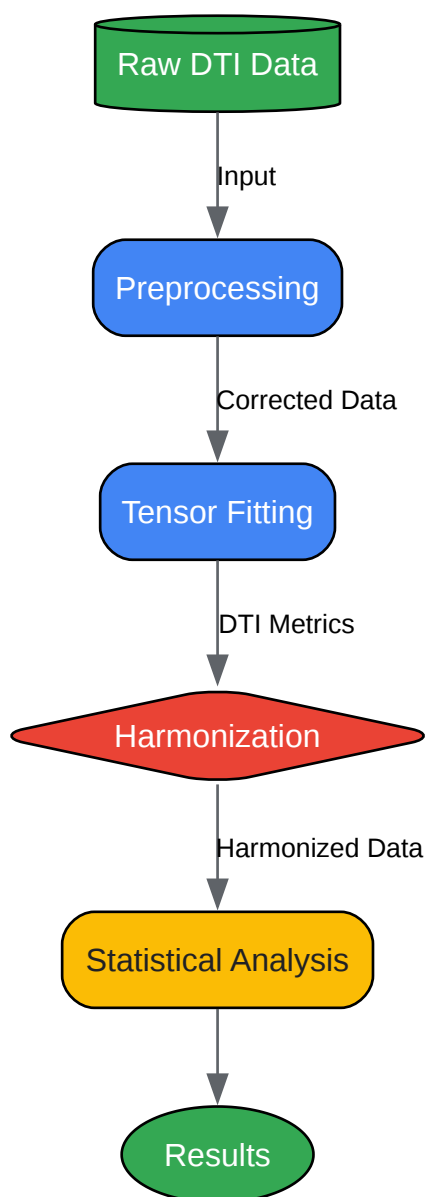 Raw DTI Data
Input
Preprocessing
Corrected Data
Tensor Fitting
DTI Metrics
Harmonization
Harmonized Data
Statistical Analysis
Results